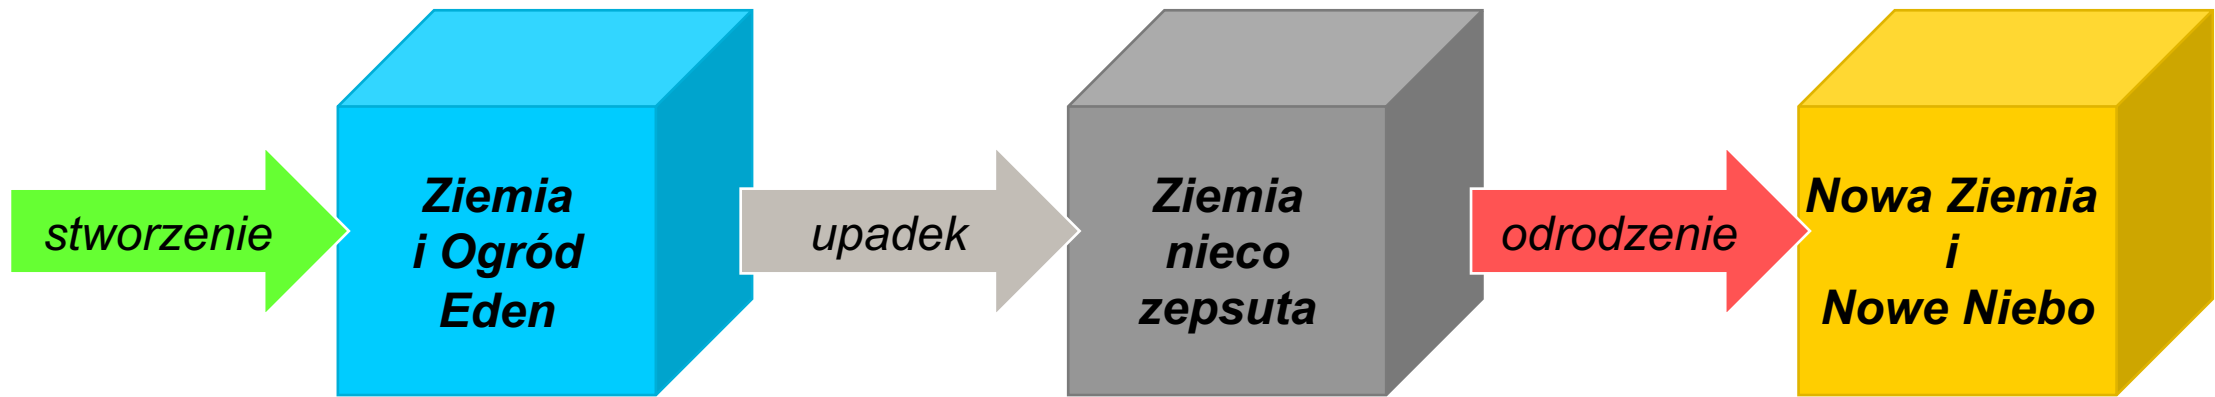 stworzenie
Ziemia
i Ogród
Eden
upadek
Ziemia
nieco
zepsuta
odrodzenie
Nowa Ziemia
i
Nowe Niebo